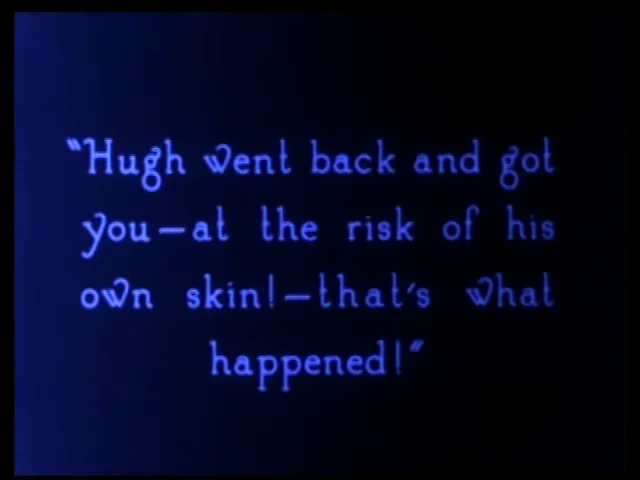 "Hugh went back and got
you—at the risk of his
own skin!—that's what
happened!"